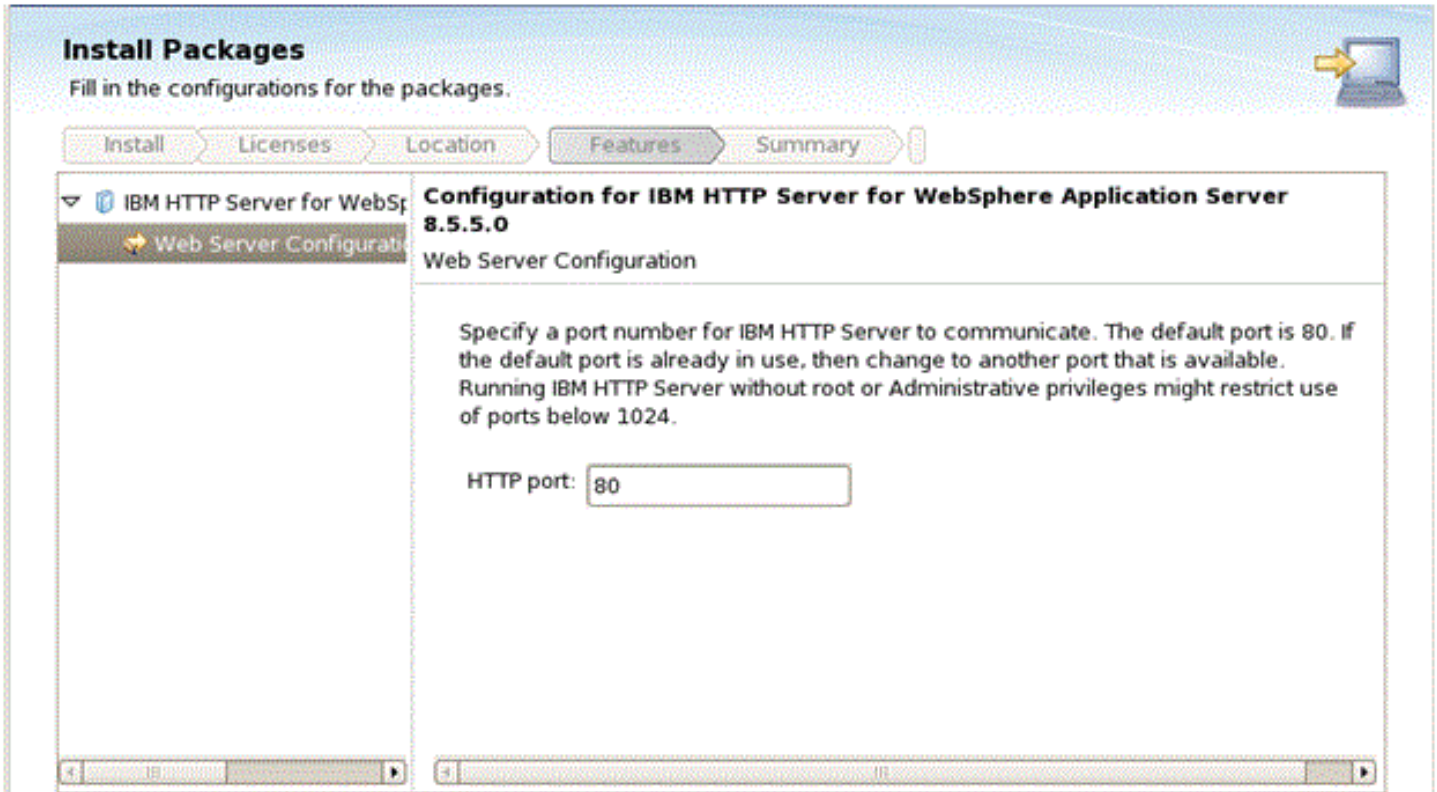 Install Packages
Fill in the configurations for the packages.
Install Licenses Location Features Summary
IBM HTTP Server for WebSp
Web Server Configuratio
Configuration for IBM HTTP Server for WebSphere Application Server
8.5.5.0
Web Server Configuration
Specify a port number for IBM HTTP Server to communicate. The default port is 80. If
the default port is already in use, then change to another port that is available.
Running IBM HTTP Server without root or Administrative privileges might restrict use
of ports below 1024.
HTTP port: 80